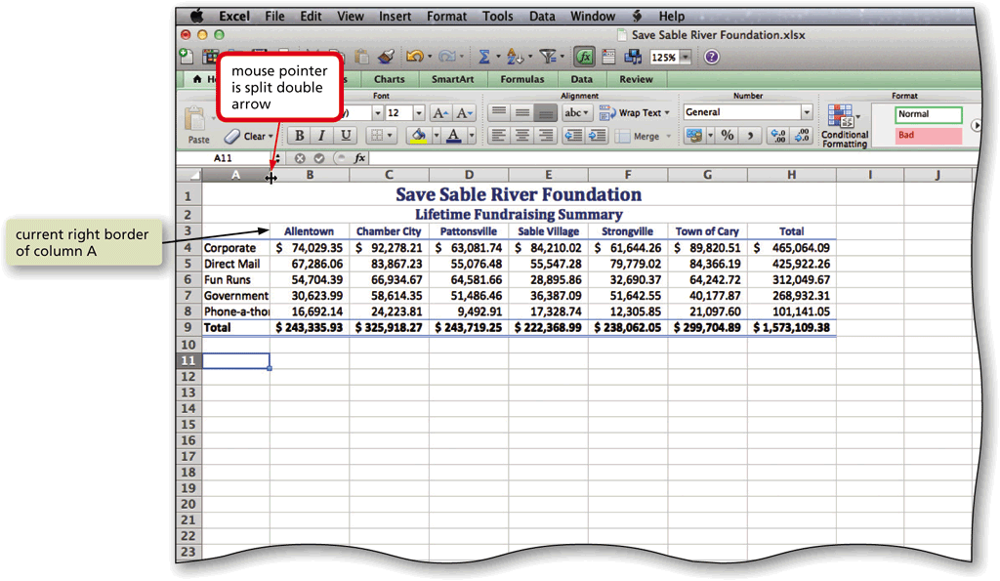 Excel File Edit View Insert Format Tools Data Window Help
Save Sable River Foundation.xlsx
125%
mouse pointer
is split double
arrow
Charts SmartArt Formulas Data Review
Font Alignment Number Format
12 A A abc Wrap Text General Normal
Paste Clear B I U A Merge % , .0 .00 .00 .0 Conditional
Formatting Bad
A11 fx
A B C D E F G H I J
1 Save Sable River Foundation
2 Lifetime Fundraising Summary
current right border
of column A
3 Allentown Chamber City Pattonsville Sable Village Strongville Town of Cary Total
4 Corporate $ 74,029.35 $ 92,278.21 $ 63,081.74 $ 84,210.02 $ 61,644.26 $ 89,820.51 $ 465,064.09
5 Direct Mail 67,286.06 83,867.23 55,076.48 55,547.28 79,779.02 84,366.19 425,922.26
6 Fun Runs 54,704.39 66,934.67 64,581.66 28,895.86 32,690.37 64,242.72 312,049.67
7 Government 30,623.99 58,614.35 51,486.46 36,387.09 51,642.55 40,177.87 268,932.31
8 Phone-a-tho 16,692.14 24,223.81 9,492.91 17,328.74 12,305.85 21,097.60 101,141.05
9 Total $ 243,335.93 $ 325,918.27 $ 243,719.25 $ 222,368.99 $ 238,062.05 $ 299,704.89 $ 1,573,109.38
10
11
12
13
14
15
16
17
18
19
20
21
22
23